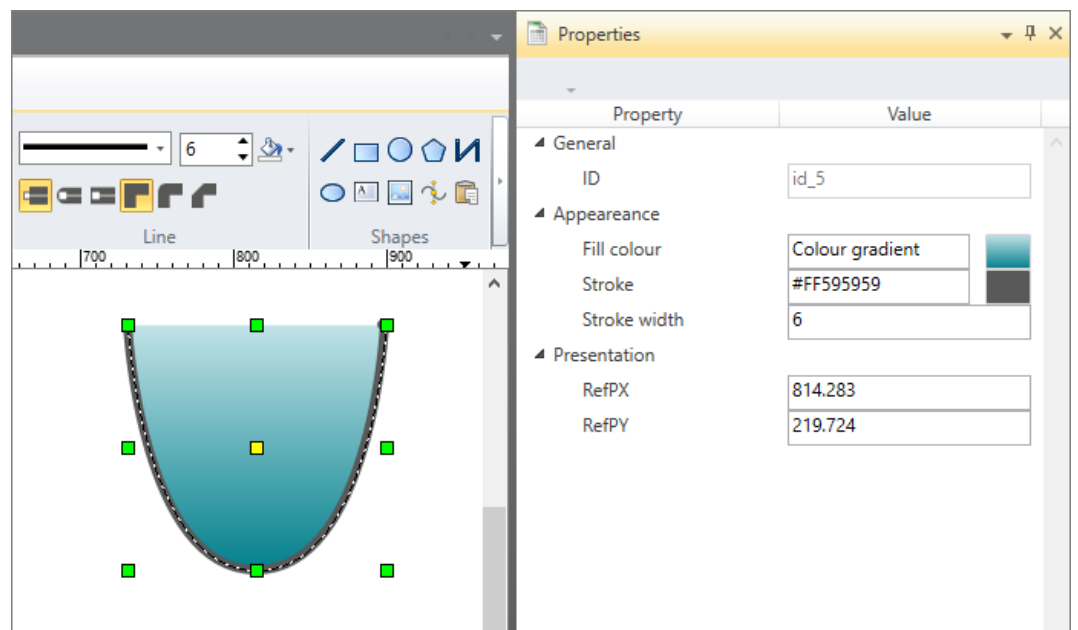 Properties
Property Value
General
ID id_5
Appeareance
Fill colour Colour gradient
Stroke #FF595959
Stroke width 6
Presentation
RefPX 814.283
RefPY 219.724
6
A
Line Shapes
700 800 900